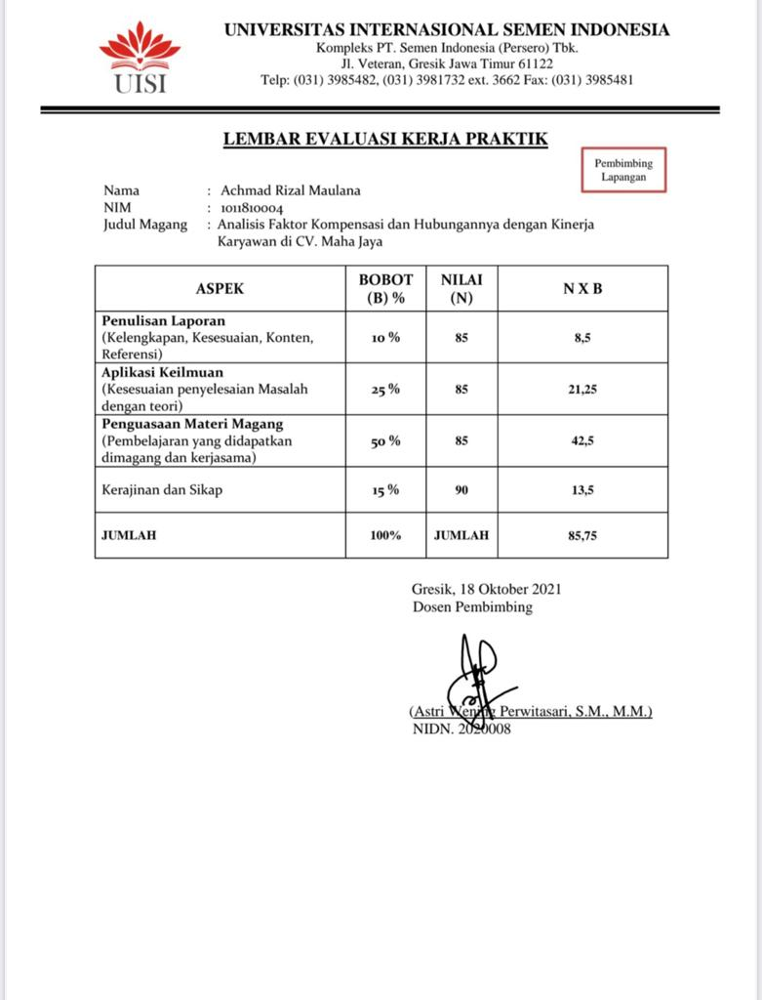 UISI
UNIVERSITAS INTERNASIONAL SEMEN INDONESIA
Kompleks PT. Semen Indonesia (Persero) Tbk.
Jl. Veteran, Gresik Jawa Timur 61122
Telp: (031) 3985482, (031) 3981732 ext. 3662 Fax: (031) 3985481
LEMBAR EVALUASI KERJA PRAKTIK
Pembimbing
Lapangan
Nama : Achmad Rizal Maulana
NIM : 1011810004
Judul Magang : Analisis Faktor Kompensasi dan Hubungannya dengan Kinerja
Karyawan di CV. Maha Jaya
ASPEK BOBOT (B) % NILAI (N) N X B
Penulisan Laporan
(Kelengkapan, Kesesuaian, Konten,
Referensi)
10 % 85 8,5
Aplikasi Keilmuan
(Kesesuaian penyelesaian Masalah
dengan teori)
25 % 85 21,25
Penguasaan Materi Magang
(Pembelajaran yang didapatkan
dimagang dan kerjasama)
50 % 85 42,5
Kerajinan dan Sikap 15 % 90 13,5
JUMLAH 100% JUMLAH 85,75
Gresik, 18 Oktober 2021
Dosen Pembimbing
(Astri Wening Perwitasari, S.M., M.M.)
NIDN. 2020008